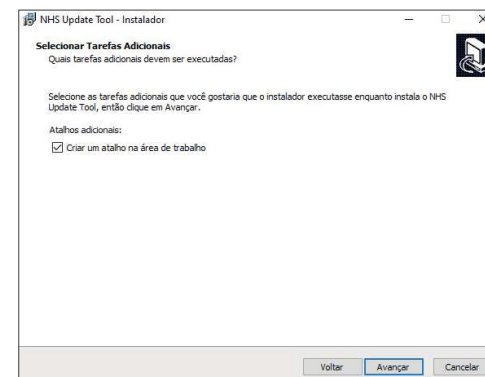 NHS Update Tool - Instalador
Selecionar Tarefas Adicionais
Quais tarefas adicionais devem ser executadas?
Selecione as tarefas adicionais que você gostaria que o instalador executasse enquanto instala o NHS
Update Tool, então clique em Avançar.
Atalhos adicionais:
Criar um atalho na área de trabalho
Voltar Avançar Cancelar